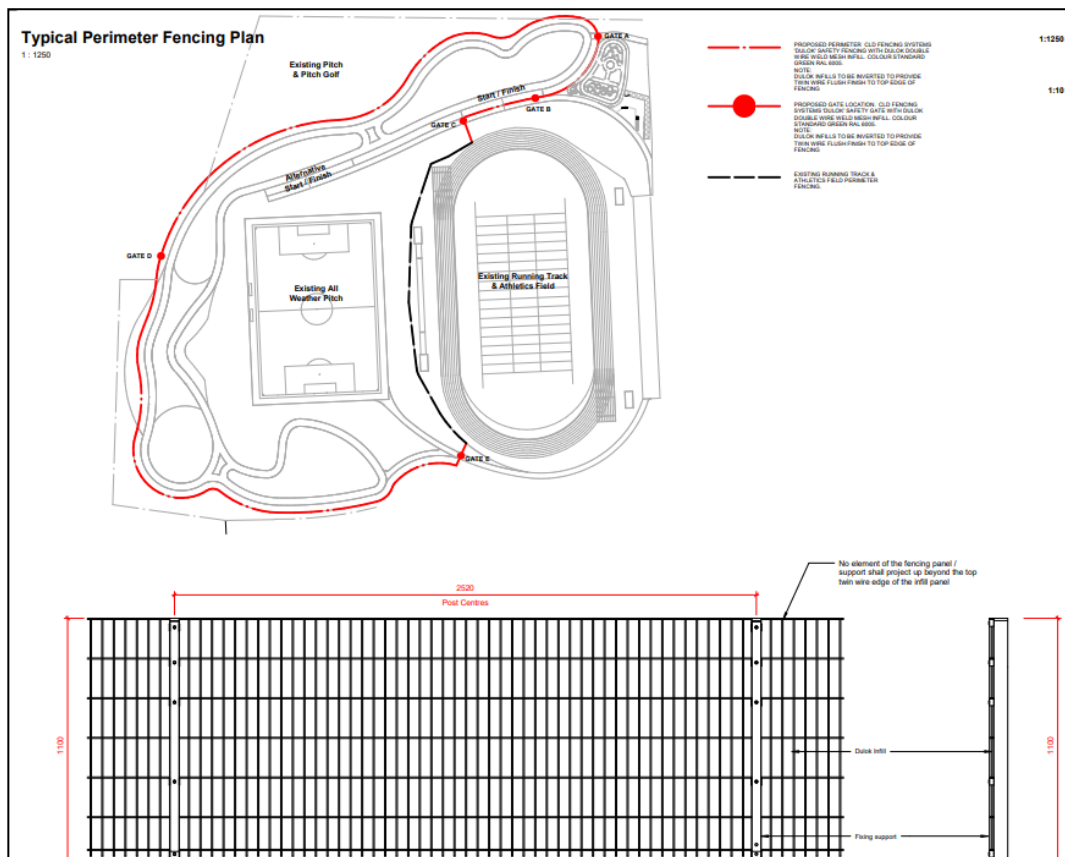 Typical Perimeter Fencing Plan
1 : 1250
Existing Pitch
& Pitch Golf
GATE A
Start / Finish
GATE B
GATE C
Alternative
Start / Finish
GATE D
Existing All
Weather Pitch
Existing Running Track
& Athletics Field
GATE E
PROPOSED PERIMETER CLD FENCING SYSTEMS
'DULOK' SAFETY FENCING WITH DULOK DOUBLE
WIRE WELD MESH INFILL. COLOUR STANDARD
GREEN RAL 6005.
NOTE:
DULOK INFILLS TO BE INVERTED TO PROVIDE
TWIN WIRE FLUSH FINISH TO TOP EDGE OF
FENCING
1:1250
1:10
PROPOSED GATE LOCATION. CLD FENCING
SYSTEMS 'DULOK' SAFETY GATE WITH DULOK
DOUBLE WIRE WELD MESH INFILL. COLOUR
STANDARD GREEN RAL 6005.
NOTE:
DULOK INFILLS TO BE INVERTED TO PROVIDE
TWIN WIRE FLUSH FINISH TO TOP EDGE OF
FENCING
EXISTING RUNNING TRACK &
ATHLETICS FIELD PERIMETER
FENCING.
No element of the fencing panel /
support shall project up beyond the top
twin wire edge of the infill panel
2520
Post Centres
1100
Dulok Infill
1100
Fixing support